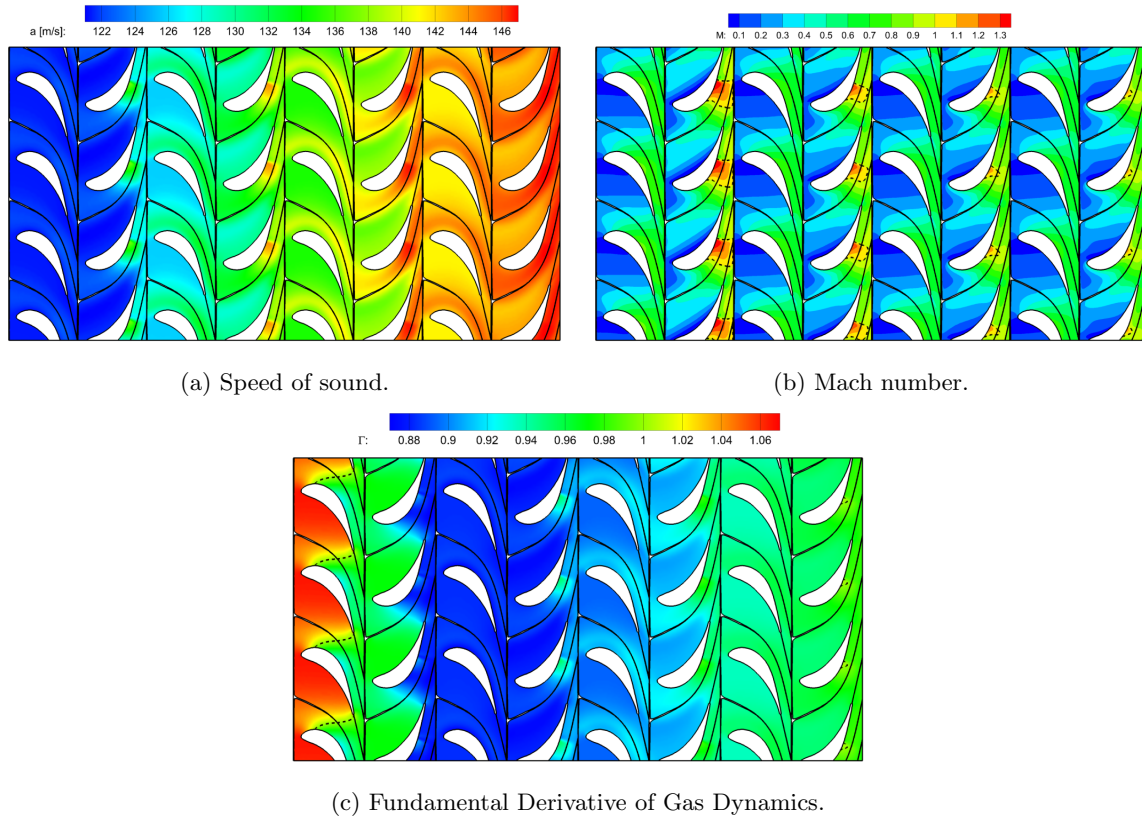 a [m/s]: 122 124 126 128 130 132 134 136 138 140 142 144 146
M: 0.1 0.2 0.3 0.4 0.5 0.6 0.7 0.8 0.9 1 1.1 1.2 1.3
(a) Speed of sound.
(b) Mach number.
Γ: 0.88 0.9 0.92 0.94 0.96 0.98 1 1.02 1.04 1.06
(c) Fundamental Derivative of Gas Dynamics.